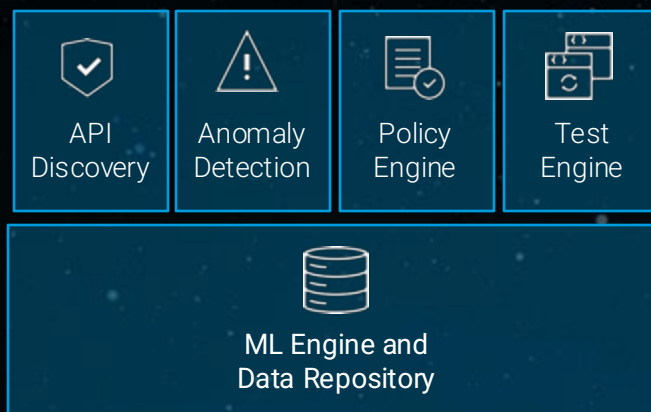 API
Discovery
Anomaly
Detection
Policy
Engine
Test
Engine
ML Engine and
Data Repository